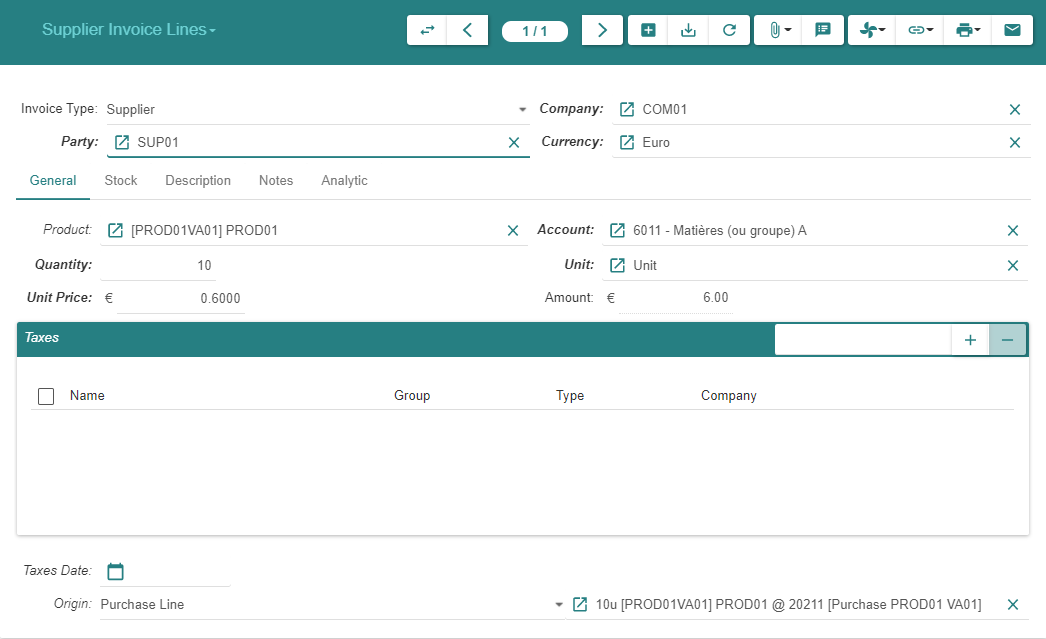 Supplier Invoice Lines
1 / 1
Invoice Type: Supplier
Company: COM01
Party: SUP01
Currency: Euro
General Stock Description Notes Analytic
Product: [PROD01VA01] PROD01
Account: 6011 - Matières (ou groupe) A
Quantity: 10
Unit: Unit
Unit Price: € 0.6000
Amount: € 6.00
Taxes
Name Group Type Company
Taxes Date:
Origin: Purchase Line
10u [PROD01VA01] PROD01 @ 20211 [Purchase PROD01 VA01]